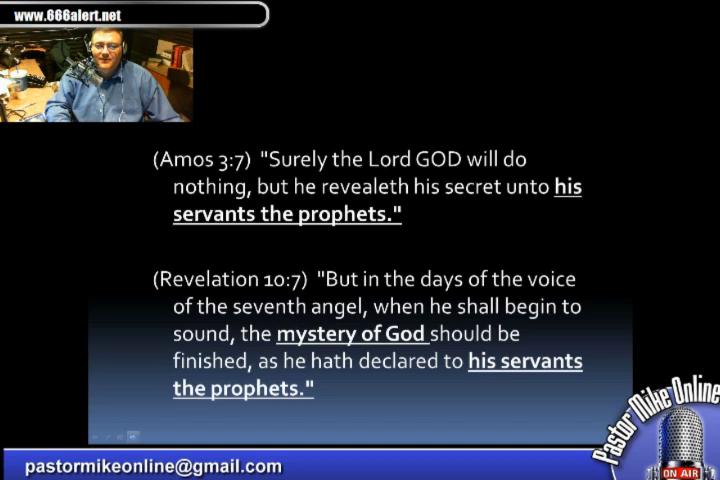 www.666alert.net
(Amos 3:7) "Surely the Lord GOD will do
nothing, but he revealeth his secret unto his
servants the prophets."
(Revelation 10:7) "But in the days of the voice
of the seventh angel, when he shall begin to
sound, the mystery of God should be
finished, as he hath declared to his servants
the prophets."
Pastor Mike Online
ON AIR
pastormikeonline@gmail.com